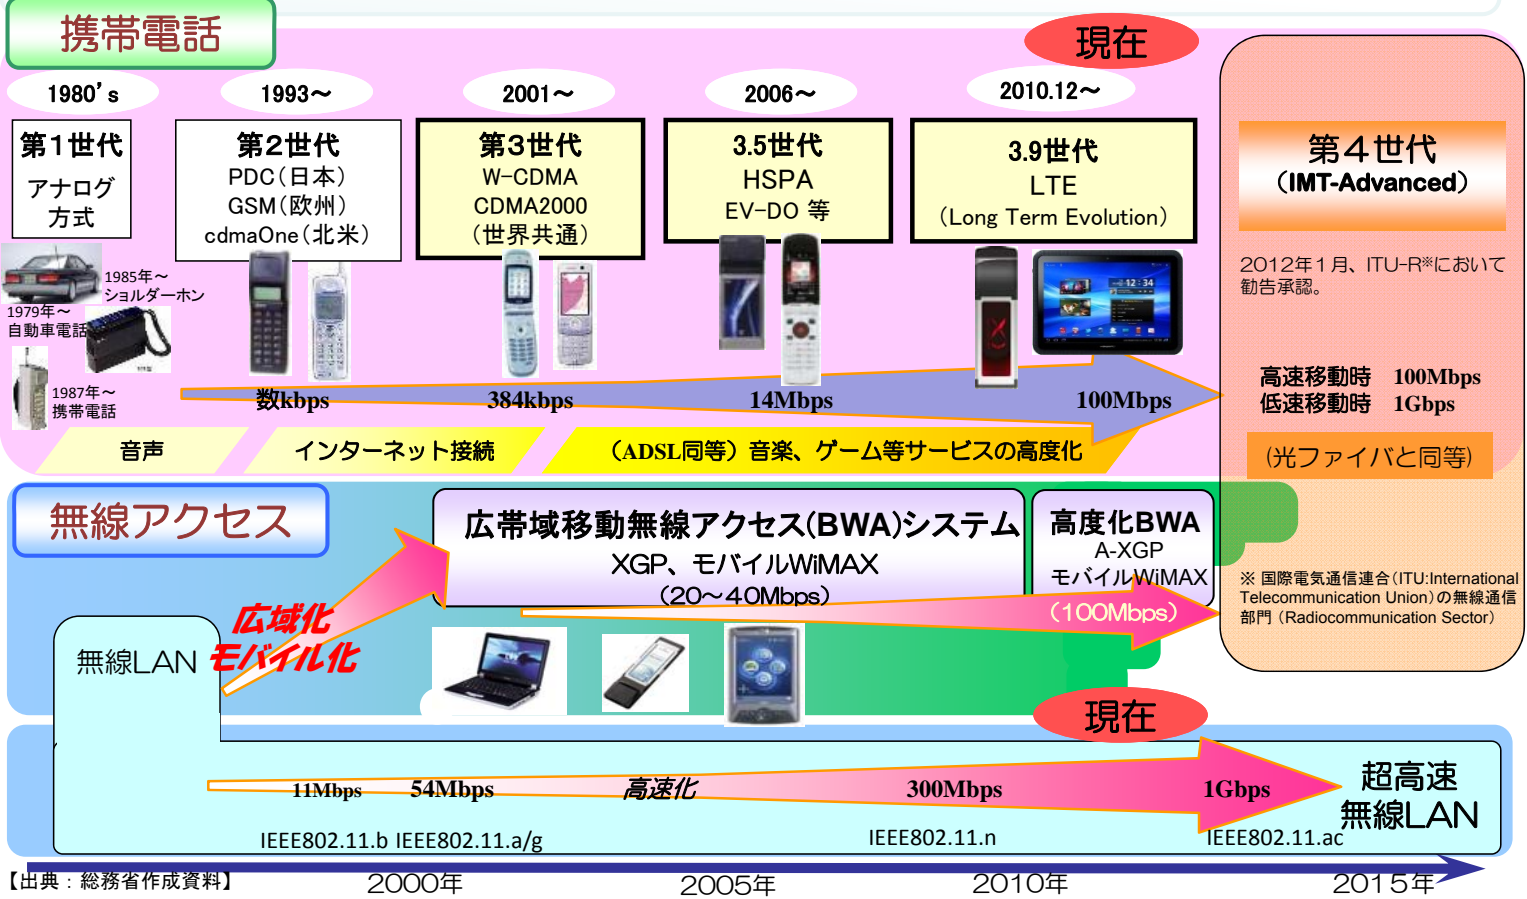 携帯電話
現在
1980's
1993～
2001～
2006～
2010.12～
第1世代
アナログ
方式
第2世代
PDC(日本)
GSM(欧州)
cdmaOne(北米)
第3世代
W-CDMA
CDMA2000
(世界共通)
3.5世代
HSPA
EV-DO 等
3.9世代
LTE
(Long Term Evolution)
第4世代
(IMT-Advanced)
2012年1月、ITU-R※において
勧告承認。
1985年～
ショルダーホン
1979年～
自動車電話
1987年～
携帯電話
数kbps
384kbps
14Mbps
100Mbps
高速移動時 100Mbps
低速移動時 1Gbps
(光ファイバと同等)
音声
インターネット接続
(ADSL同等) 音楽、ゲーム等サービスの高度化
無線アクセス
広帯域移動無線アクセス(BWA)システム
XGP、モバイルWiMAX
(20～40Mbps)
高度化BWA
A-XGP
モバイルWiMAX
(100Mbps)
※ 国際電気通信連合(ITU:International
Telecommunication Union)の無線通信
部門 (Radiocommunication Sector)
広域化
モバイル化
無線LAN
現在
11Mbps
54Mbps
高速化
300Mbps
1Gbps
超高速
無線LAN
IEEE802.11.b
IEEE802.11.a/g
IEEE802.11.n
IEEE802.11.ac
【出典：総務省作成資料】
2000年
2005年
2010年
2015年